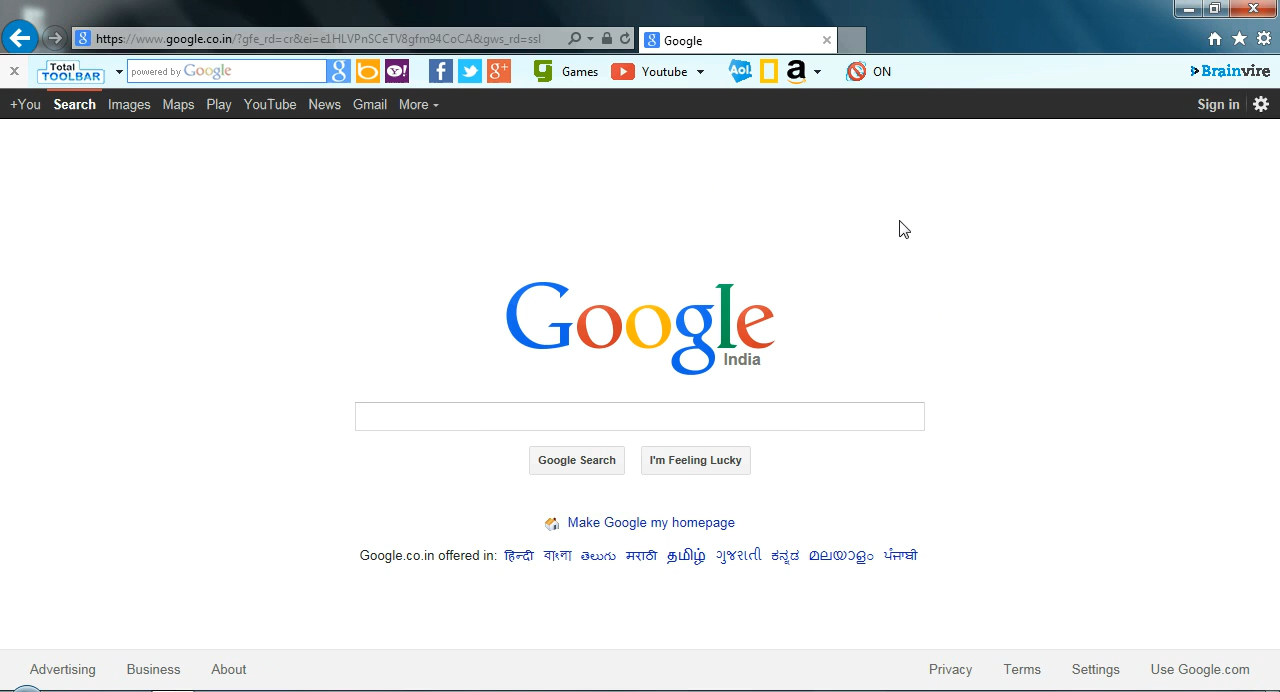 https://www.google.co.in/?gfe_rd=cr&ei=e1HLVPnSCeTV8gfm94CoCA&gws_rd=ssl Google
Total TOOLBAR powered by Google Games Youtube Aol. ON Brainvire
+You Search Images Maps Play YouTube News Gmail More Sign in
Google
India
Google Search I'm Feeling Lucky
Make Google my homepage
Google.co.in offered in: हिन्दी বাংলা తెలుగు मराठी தமிழ் ગુજરાતી ಕನ್ನಡ മലയാളം ਪੰਜਾਬੀ
Advertising Business About Privacy Terms Settings Use Google.com